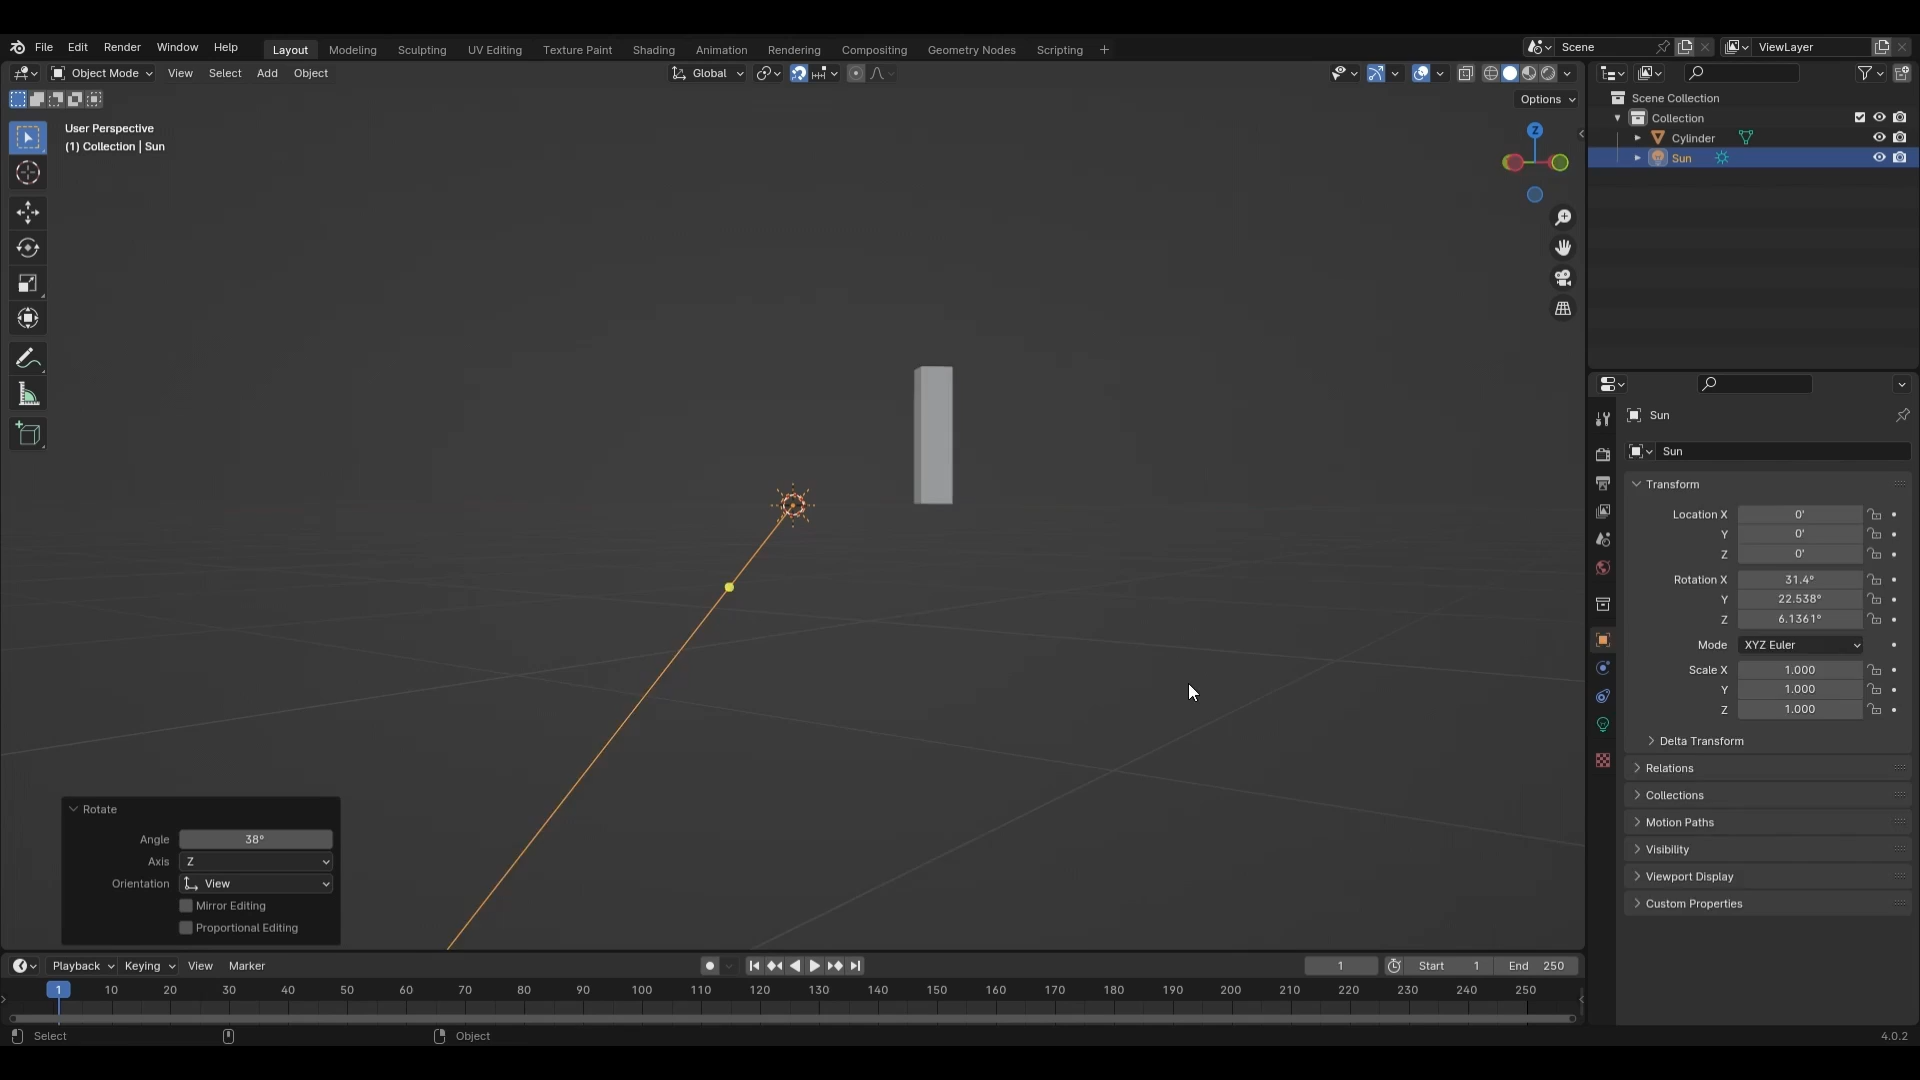 File Edit Render Window Help Layout Modeling Sculpting UV Editing Texture Paint Shading Animation Rendering Compositing Geometry Nodes Scripting + Scene ViewLayer
Object Mode View Select Add Object Global
Options
User Perspective
(1) Collection | Sun
Z
Scene Collection
Collection
Cylinder
Sun
Sun
Sun
Transform
Location X 0'
Y 0'
Z 0'
Rotation X 31.4°
Y 22.538°
Z 6.1361°
Mode XYZ Euler
Scale X 1.000
Y 1.000
Z 1.000
Delta Transform
Relations
Collections
Motion Paths
Visibility
Viewport Display
Custom Properties
Rotate
Angle 38°
Axis Z
Orientation View
Mirror Editing
Proportional Editing
Playback Keying View Marker 1 Start 1 End 250
1 10 20 30 40 50 60 70 80 90 100 110 120 130 140 150 160 170 180 190 200 210 220 230 240 250
Select Object 4.0.2